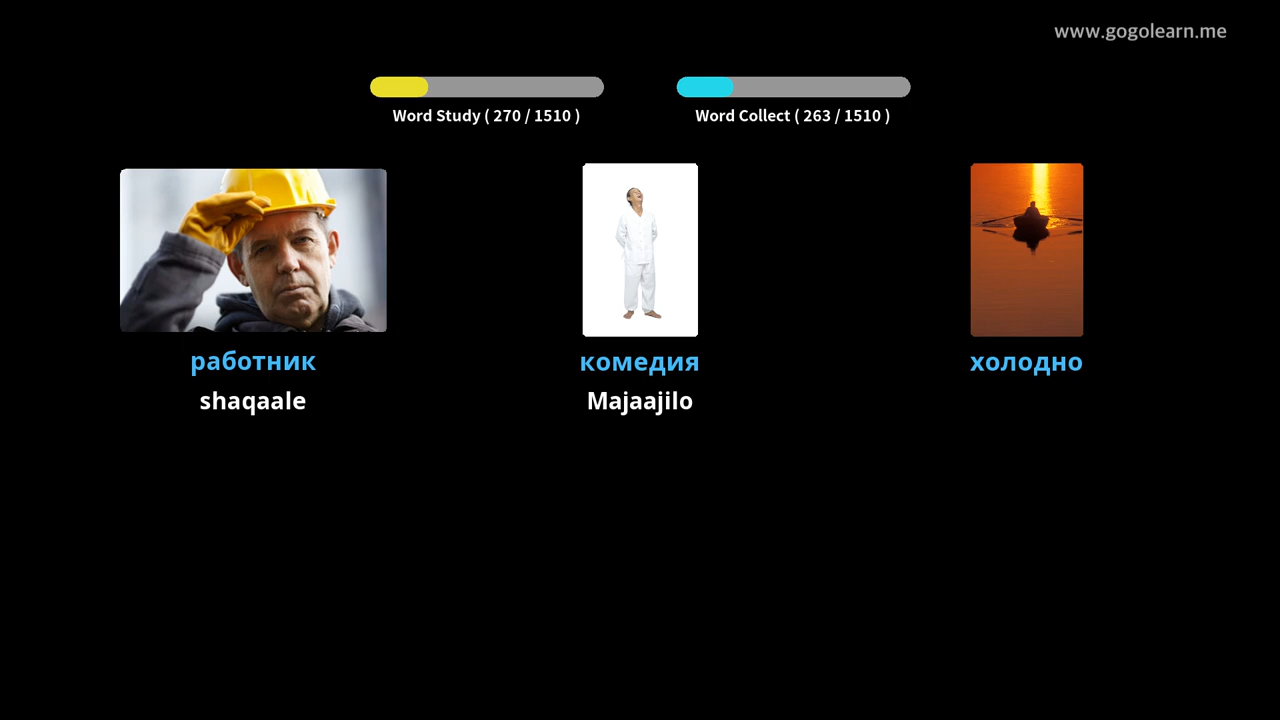 www.gogolearn.me
Word Study ( 270 / 1510 )
Word Collect ( 263 / 1510 )
работник
комедия
холодно
shaqaale
Majaajilo